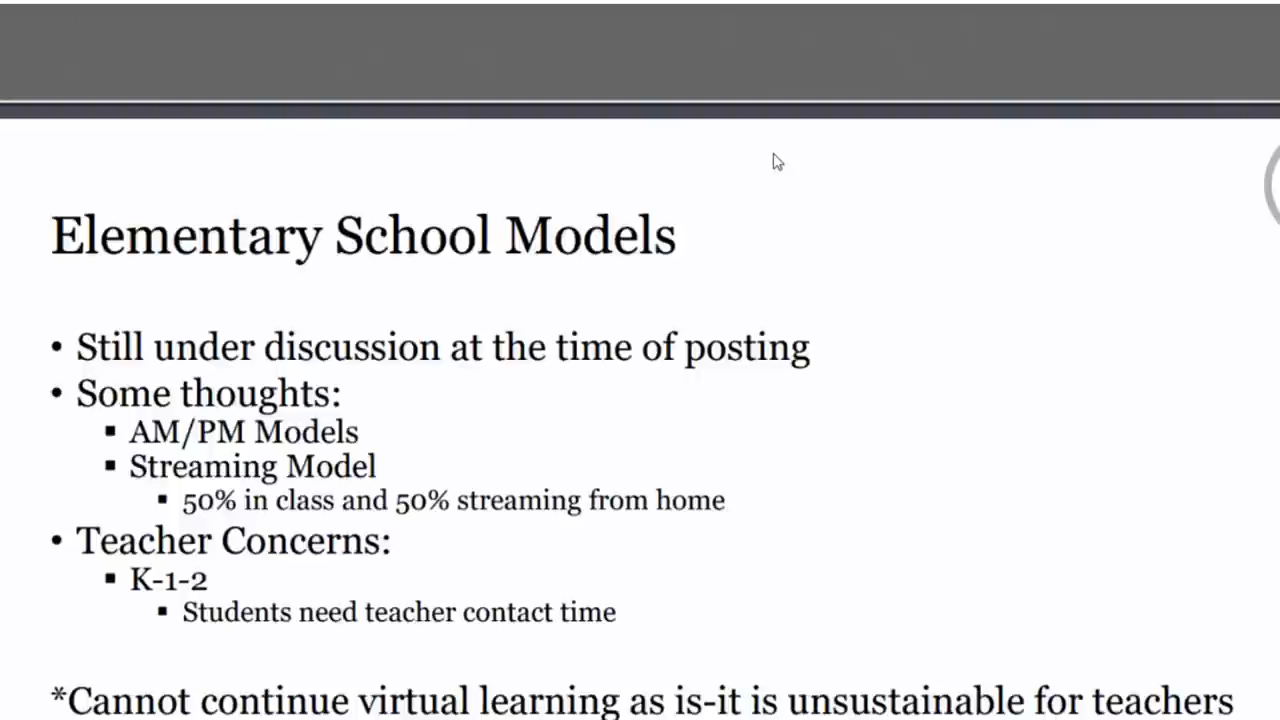 Elementary School Models
• Still under discussion at the time of posting
• Some thoughts:
▪ AM/PM Models
▪ Streaming Model
▪ 50% in class and 50% streaming from home
• Teacher Concerns:
▪ K-1-2
▪ Students need teacher contact time
*Cannot continue virtual learning as is-it is unsustainable for teachers